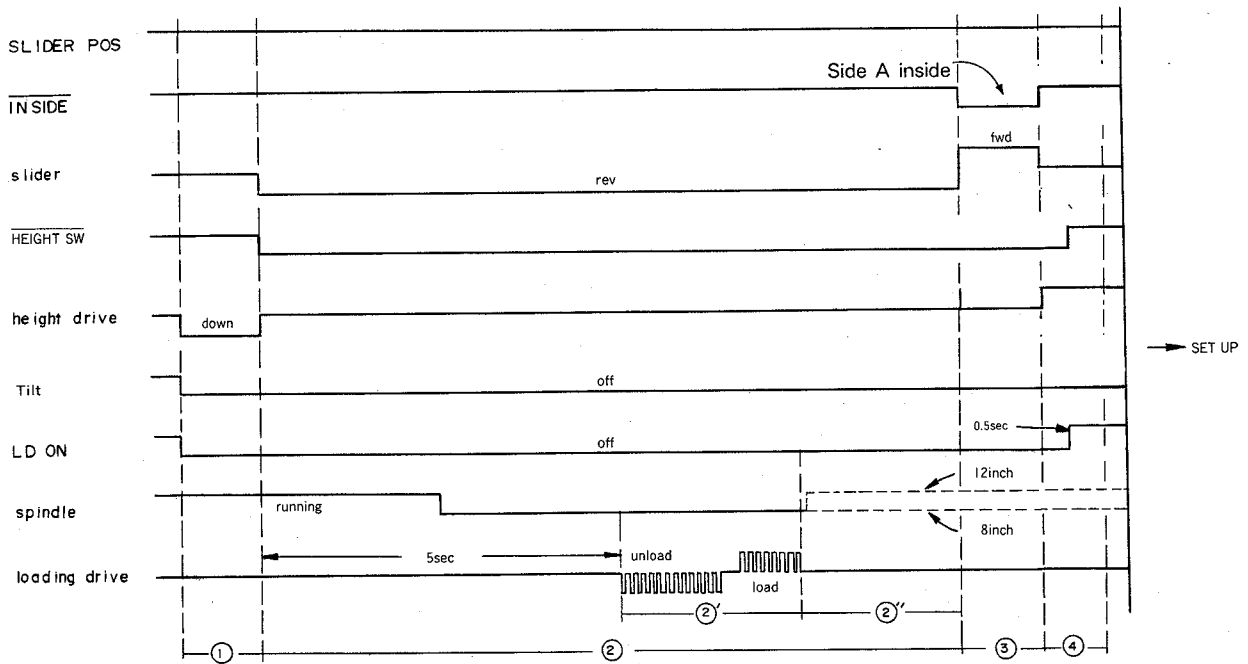 SLIDER POS
Side A inside
INSIDE
fwd
slider
rev
HEIGHT SW
height drive
down
→ SET UP
Tilt
off
0.5sec
LD ON
off
12inch
spindle
running
8inch
5sec
unload
loading drive
load
②' ②"
① ② ③ ④